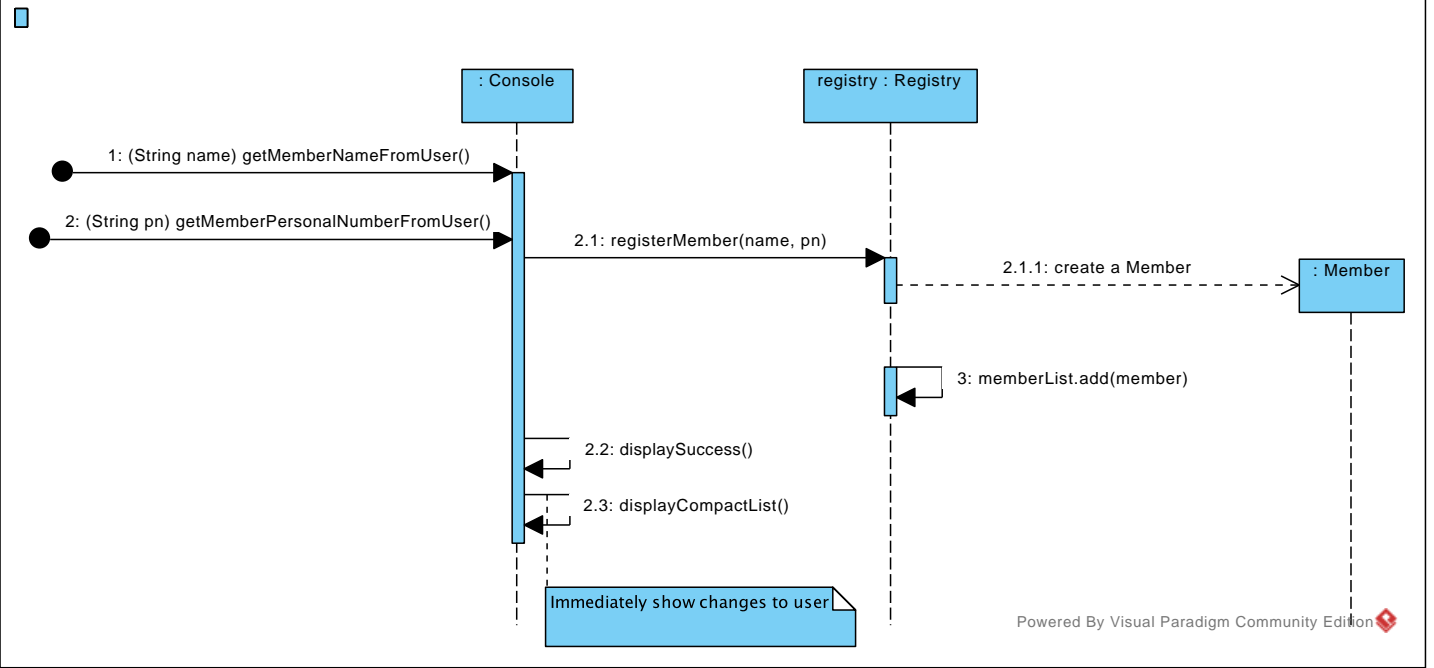 : Console
registry : Registry
1: (String name) getMemberNameFromUser()
2: (String pn) getMemberPersonalNumberFromUser()
2.1: registerMember(name, pn)
2.1.1: create a Member
: Member
3: memberList.add(member)
2.2: displaySuccess()
2.3: displayCompactList()
Immediately show changes to user
Powered By Visual Paradigm Community Edition